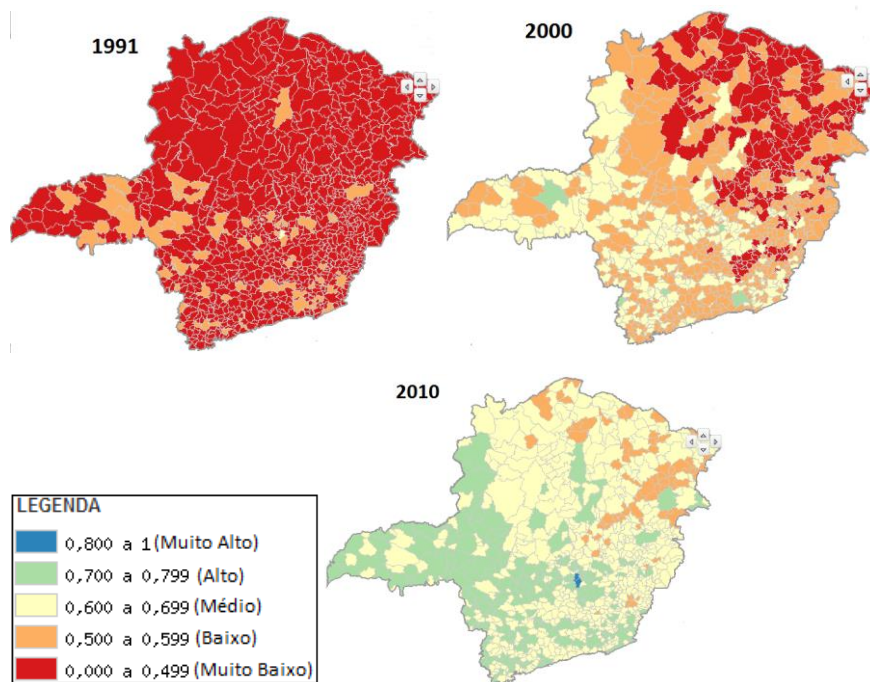 1991
2000
2010
LEGENDA
0,800 a 1 (Muito Alto)
0,700 a 0,799 (Alto)
0,600 a 0,699 (Médio)
0,500 a 0,599 (Baixo)
0,000 a 0,499 (Muito Baixo)